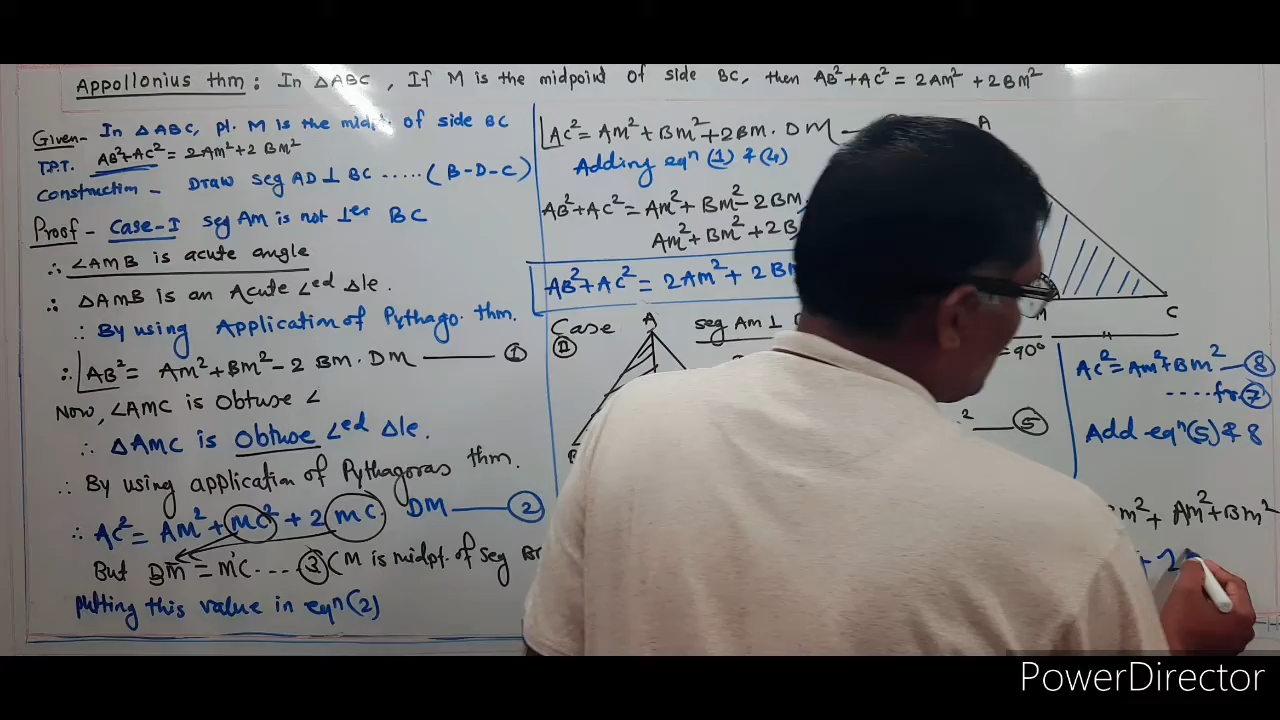 Appollonius thm : In △ABC , If M is the midpoint of side BC, then AB²+AC² = 2AM² + 2BM²
Given- In △ABC, pt. M is the midpt. of side BC
T.P.T. AB²+AC² = 2AM²+2BM²
construction - Draw seg AD ⊥ BC ..... (B-D-C)
Proof - Case-I seg AM is not ⊥er BC
∴ ∠AMB is acute angle
∴ △AMB is an Acute ∠ed △le.
∴ By using Application of Pythago. thm.
∴ AB² = AM²+BM²-2 BM. DM —— ①
Now, ∠AMC is Obtuse ∠
∴ △AMC is Obtuse ∠ed △le.
∴ By using application of Pythagoras thm.
∴ AC² = AM² + MC² + 2 MC DM —— ②
But BM = MC .... ③ (M is midpt. of seg
putting this value in eqn (2)
AC² = AM²+BM²+2BM. DM —
Adding eqn (1) & (4)
AB²+AC² = AM²+BM²-2BM.
AM²+BM²+2B
AB²+AC² = 2AM²+ 2BM
Case II
A
seg AM ⊥
A
M
C
= 90°
² —— ⑤
AC² = AM²+BM² — ⑧
.... fr. ⑦
Add eqn (5) & 8
BM² + AM²+BM²
+ 2
PowerDirector